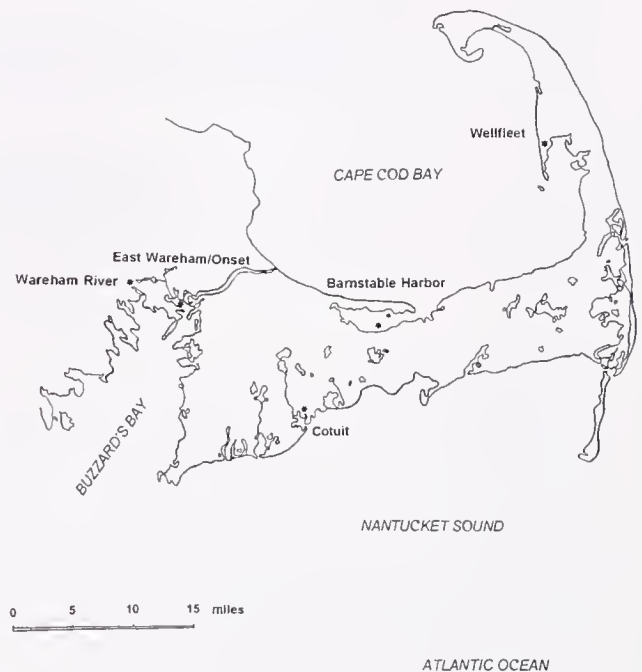 Wellfleet
CAPE COD BAY
East Wareham/Onset
Wareham River
Barnstable Harbor
Cotuit
BUZZARD'S BAY
NANTUCKET SOUND
0 5 10 15 miles
ATLANTIC OCEAN